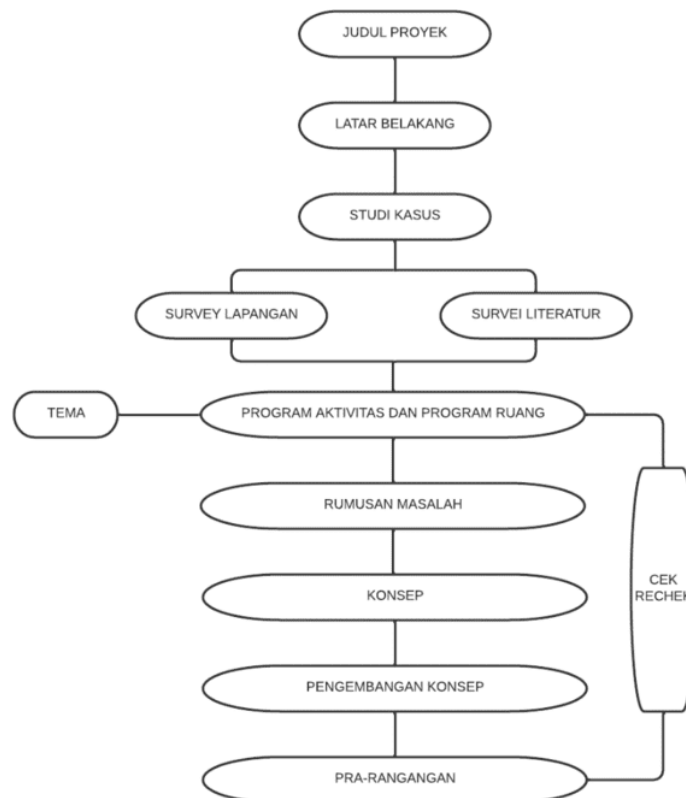 JUDUL PROYEK
LATAR BELAKANG
STUDI KASUS
SURVEY LAPANGAN
SURVEI LITERATUR
TEMA
PROGRAM AKTIVITAS DAN PROGRAM RUANG
RUMUSAN MASALAH
KONSEP
CEK
RECHEK
PENGEMBANGAN KONSEP
PRA-RANGANGAN